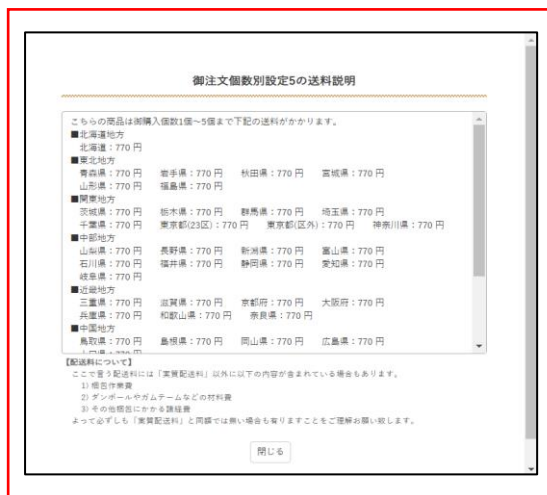 御注文個数別設定5の送料説明
こちらの商品は御購入個数1個～5個まで下記の送料がかかります。
■北海道地方
北海道：770 円
■東北地方
青森県：770 円 岩手県：770 円 秋田県：770 円 宮城県：770 円
山形県：770 円 福島県：770 円
■関東地方
茨城県：770 円 栃木県：770 円 群馬県：770 円 埼玉県：770 円
千葉県：770 円 東京都(23区)：770 円 東京都(区外)：770 円 神奈川県：770 円
■中部地方
山梨県：770 円 長野県：770 円 新潟県：770 円 富山県：770 円
石川県：770 円 福井県：770 円 静岡県：770 円 愛知県：770 円
岐阜県：770 円
■近畿地方
三重県：770 円 滋賀県：770 円 京都府：770 円 大阪府：770 円
兵庫県：770 円 和歌山県：770 円 奈良県：770 円
■中国地方
鳥取県：770 円 島根県：770 円 岡山県：770 円 広島県：770 円
山口県：770 円
【配送料について】
ここで言う配送料には「実質配送料」以外に以下の内容が含まれている場合もあります。
1) 梱包作業費
2) ダンボールやガムテームなどの材料費
3) その他梱包にかかる諸経費
よって必ずしも「実質配送料」と同額では無い場合も有りますことをご理解お願い致します。
閉じる